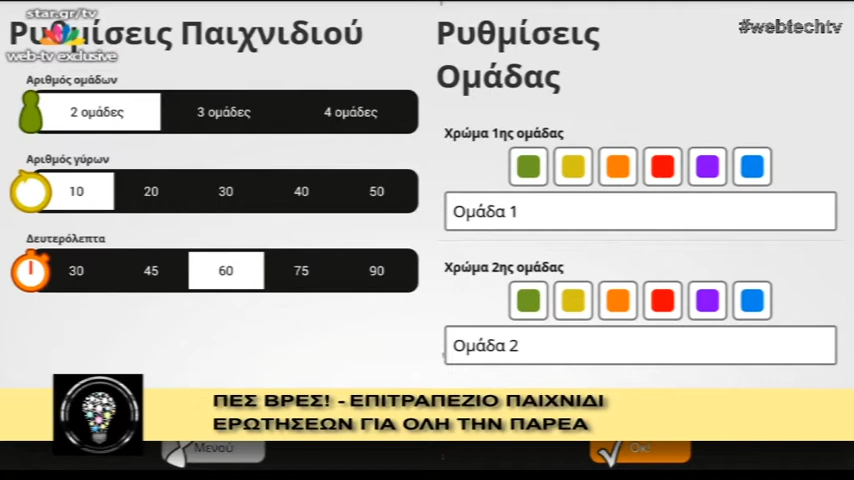 star.gr/tv
web-tv exclusive
#webtechtv
Ρυθμίσεις Παιχνιδιού
Αριθμός ομάδων
2 ομάδες 3 ομάδες 4 ομάδες
Αριθμός γύρων
10 20 30 40 50
Δευτερόλεπτα
30 45 60 75 90
Ρυθμίσεις
Ομάδας
Χρώμα 1ης ομάδας
Ομάδα 1
Χρώμα 2ης ομάδας
Ομάδα 2
ΠΕΣ ΒΡΕΣ! - ΕΠΙΤΡΑΠΕΖΙΟ ΠΑΙΧΝΙΔΙ
ΕΡΩΤΗΣΕΩΝ ΓΙΑ ΟΛΗ ΤΗΝ ΠΑΡΕΑ
Μενού
Οκ!